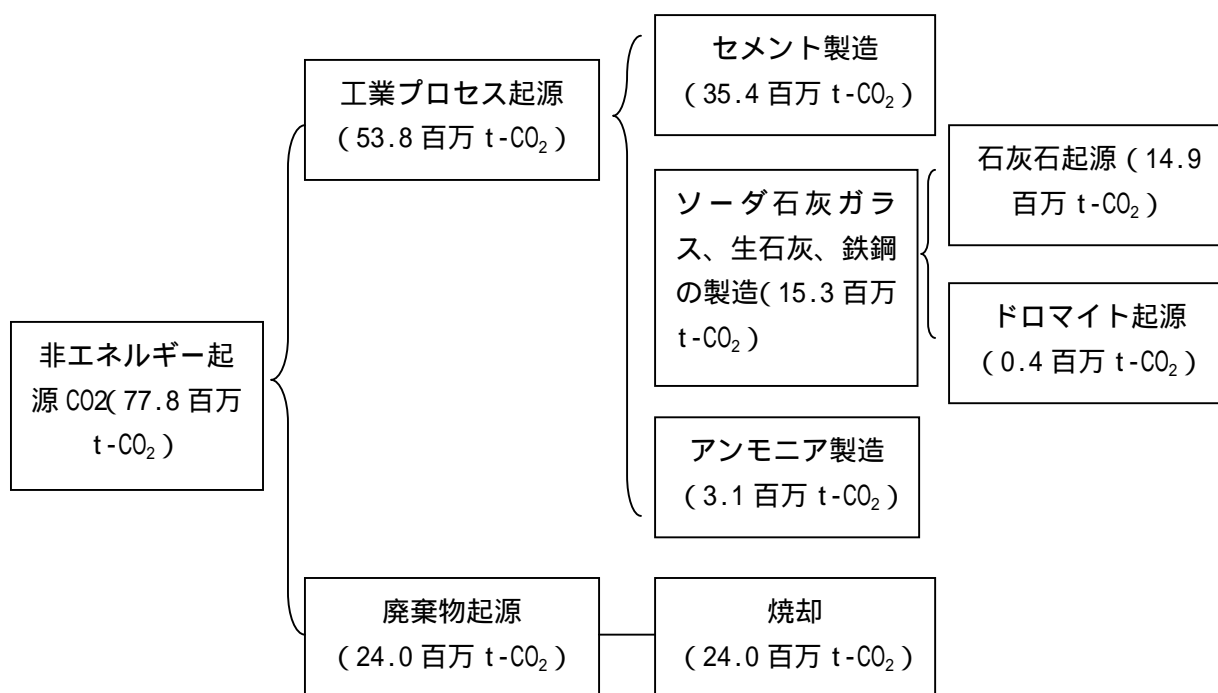 非エネルギー起
源 CO2(77.8 百万
t-CO₂)
工業プロセス起源
(53.8 百万 t-CO₂)
セメント製造
(35.4 百万 t-CO₂)
ソーダ石灰ガラ
ス、生石灰、鉄鋼
の製造(15.3 百万
t-CO₂)
石灰石起源(14.9
百万 t-CO₂)
ドロマイト起源
(0.4 百万 t-CO₂)
アンモニア製造
(3.1 百万 t-CO₂)
廃棄物起源
(24.0 百万 t-CO₂)
焼却
(24.0 百万 t-CO₂)